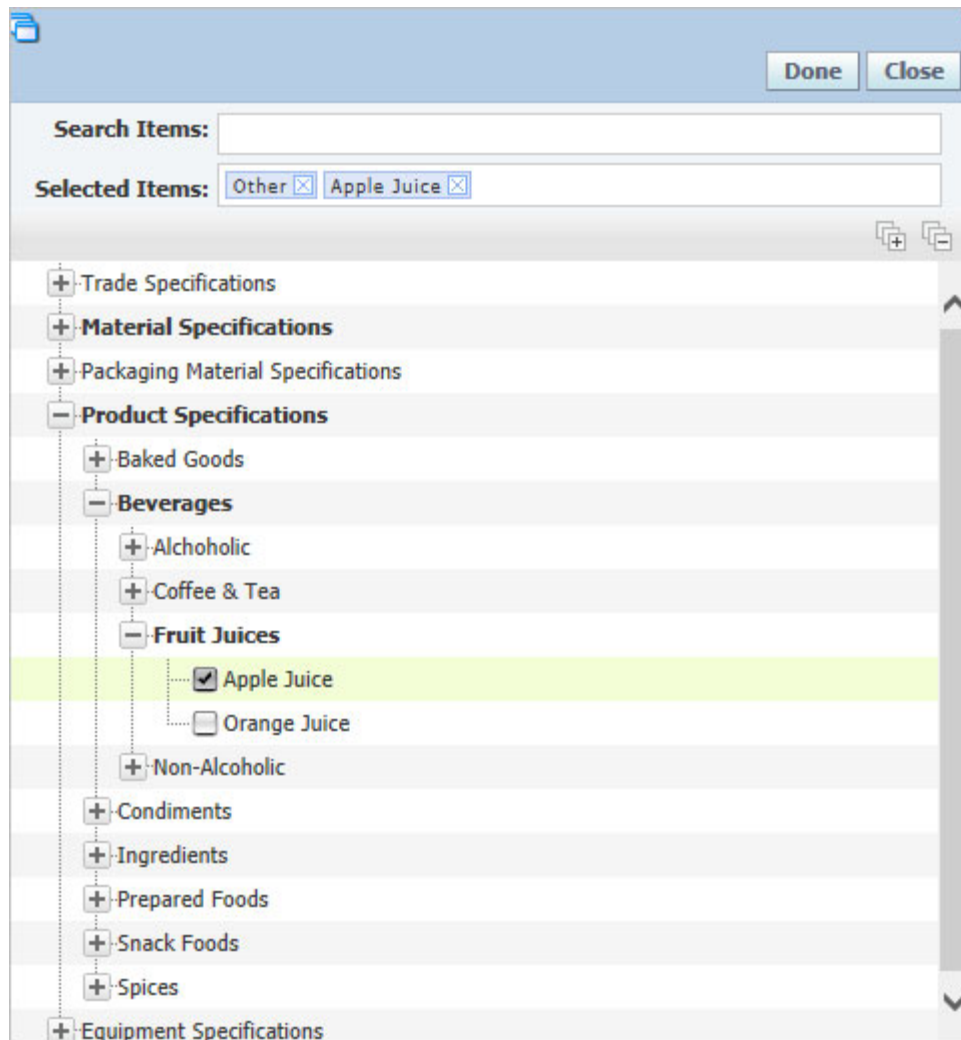 Done Close
Search Items:
Selected Items: Other Apple Juice
Trade Specifications
Material Specifications
Packaging Material Specifications
Product Specifications
Baked Goods
Beverages
Alchoholic
Coffee & Tea
Fruit Juices
Apple Juice
Orange Juice
Non-Alcoholic
Condiments
Ingredients
Prepared Foods
Snack Foods
Spices
Equipment Specifications